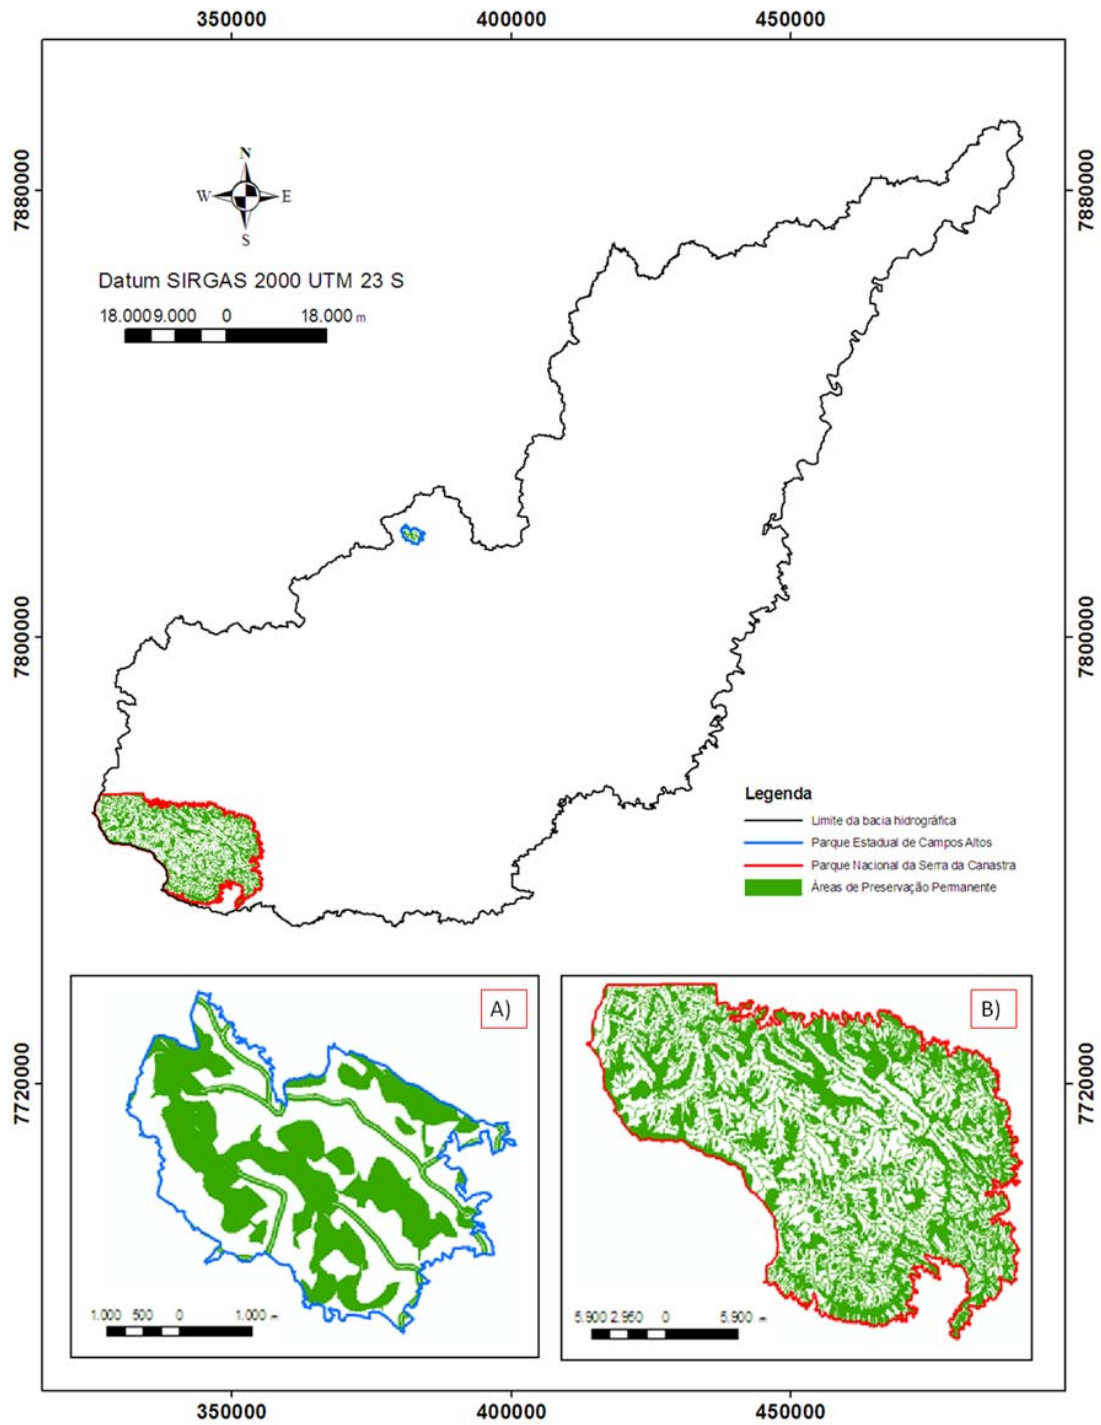 350000 400000 450000
N
W E
S
7880000 7880000
Datum SIRGAS 2000 UTM 23 S
18.000 9.000 0 18.000 m
7800000 7800000
Legenda
Limite da bacia hidrográfica
Parque Estadual de Campos Altos
Parque Nacional da Serra da Canastra
Áreas de Preservação Permanente
A)
B)
7720000 7720000
1.000 500 0 1.000 m
5.900 2.950 0 5.900 m
350000 400000 450000